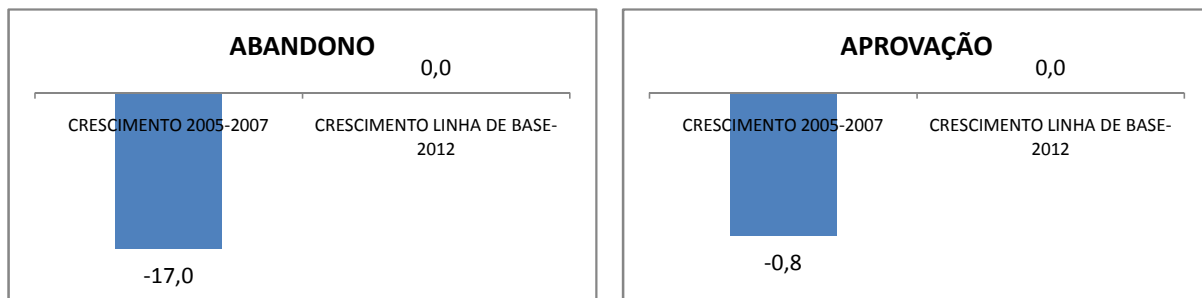 ABANDONO
0,0
CRESCIMENTO 2005-2007
CRESCIMENTO LINHA DE BASE-
2012
-17,0
APROVAÇÃO
0,0
CRESCIMENTO 2005-2007
CRESCIMENTO LINHA DE BASE-
2012
-0,8